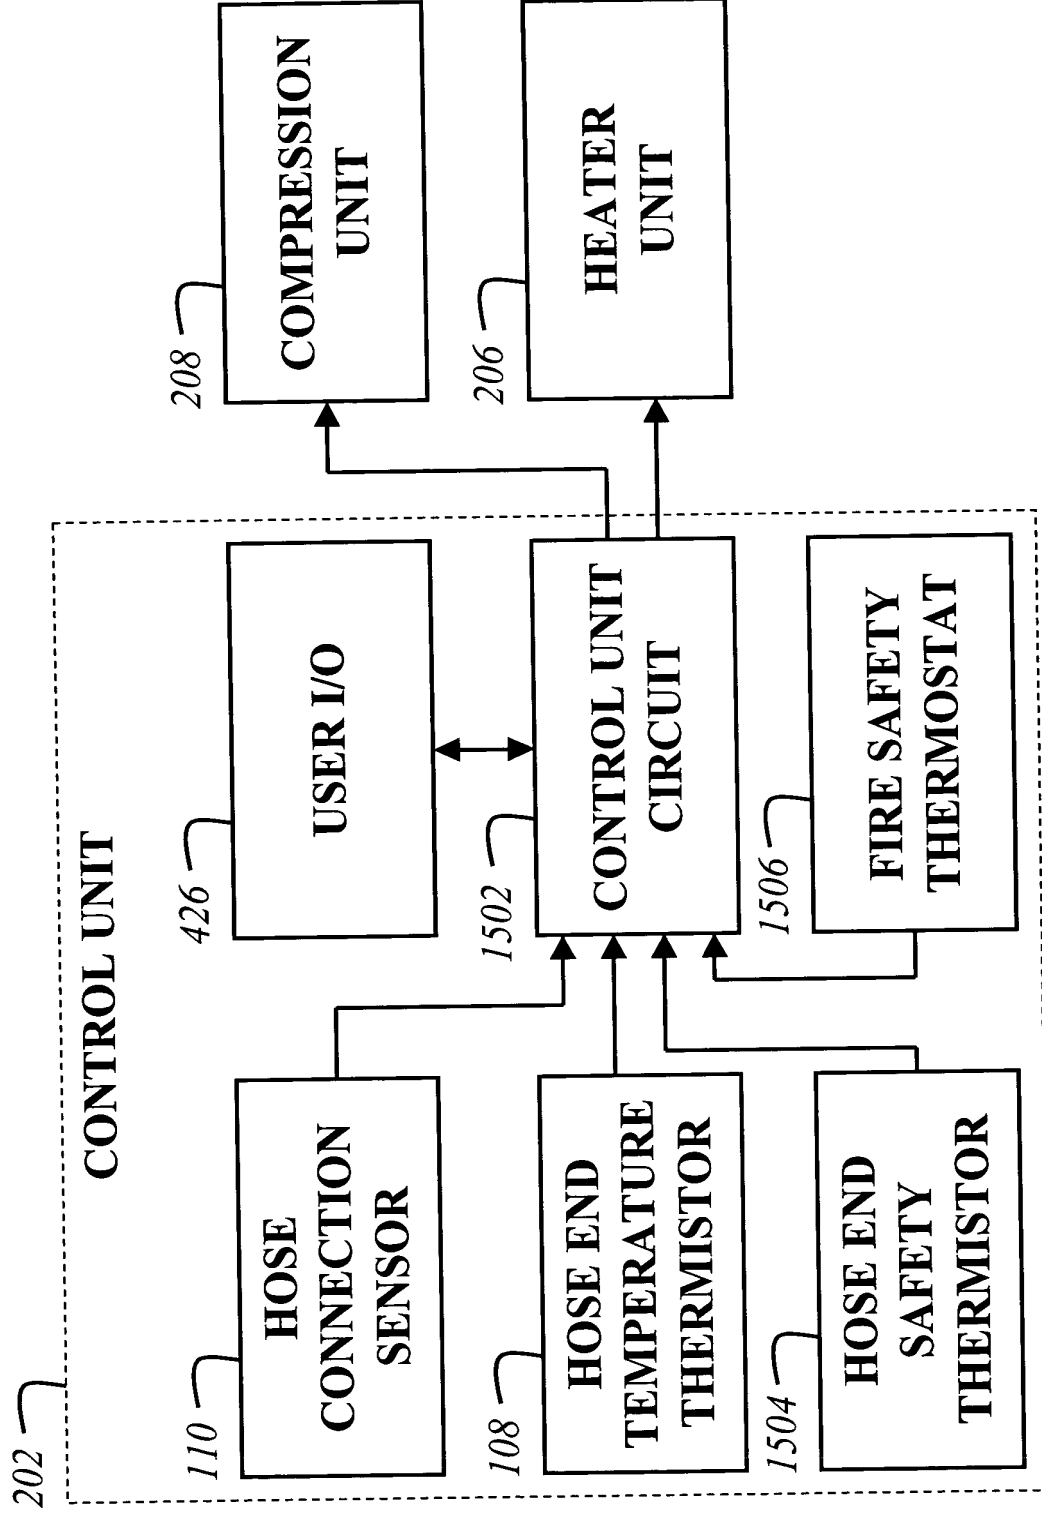 202
CONTROL UNIT
110
HOSE
CONNECTION
SENSOR
426
USER I/O
208
COMPRESSION
UNIT
108
HOSE END
TEMPERATURE
THERMISTOR
1502
CONTROL UNIT
CIRCUIT
206
HEATER
UNIT
1504
HOSE END
SAFETY
THERMISTOR
1506
FIRE SAFETY
THERMOSTAT